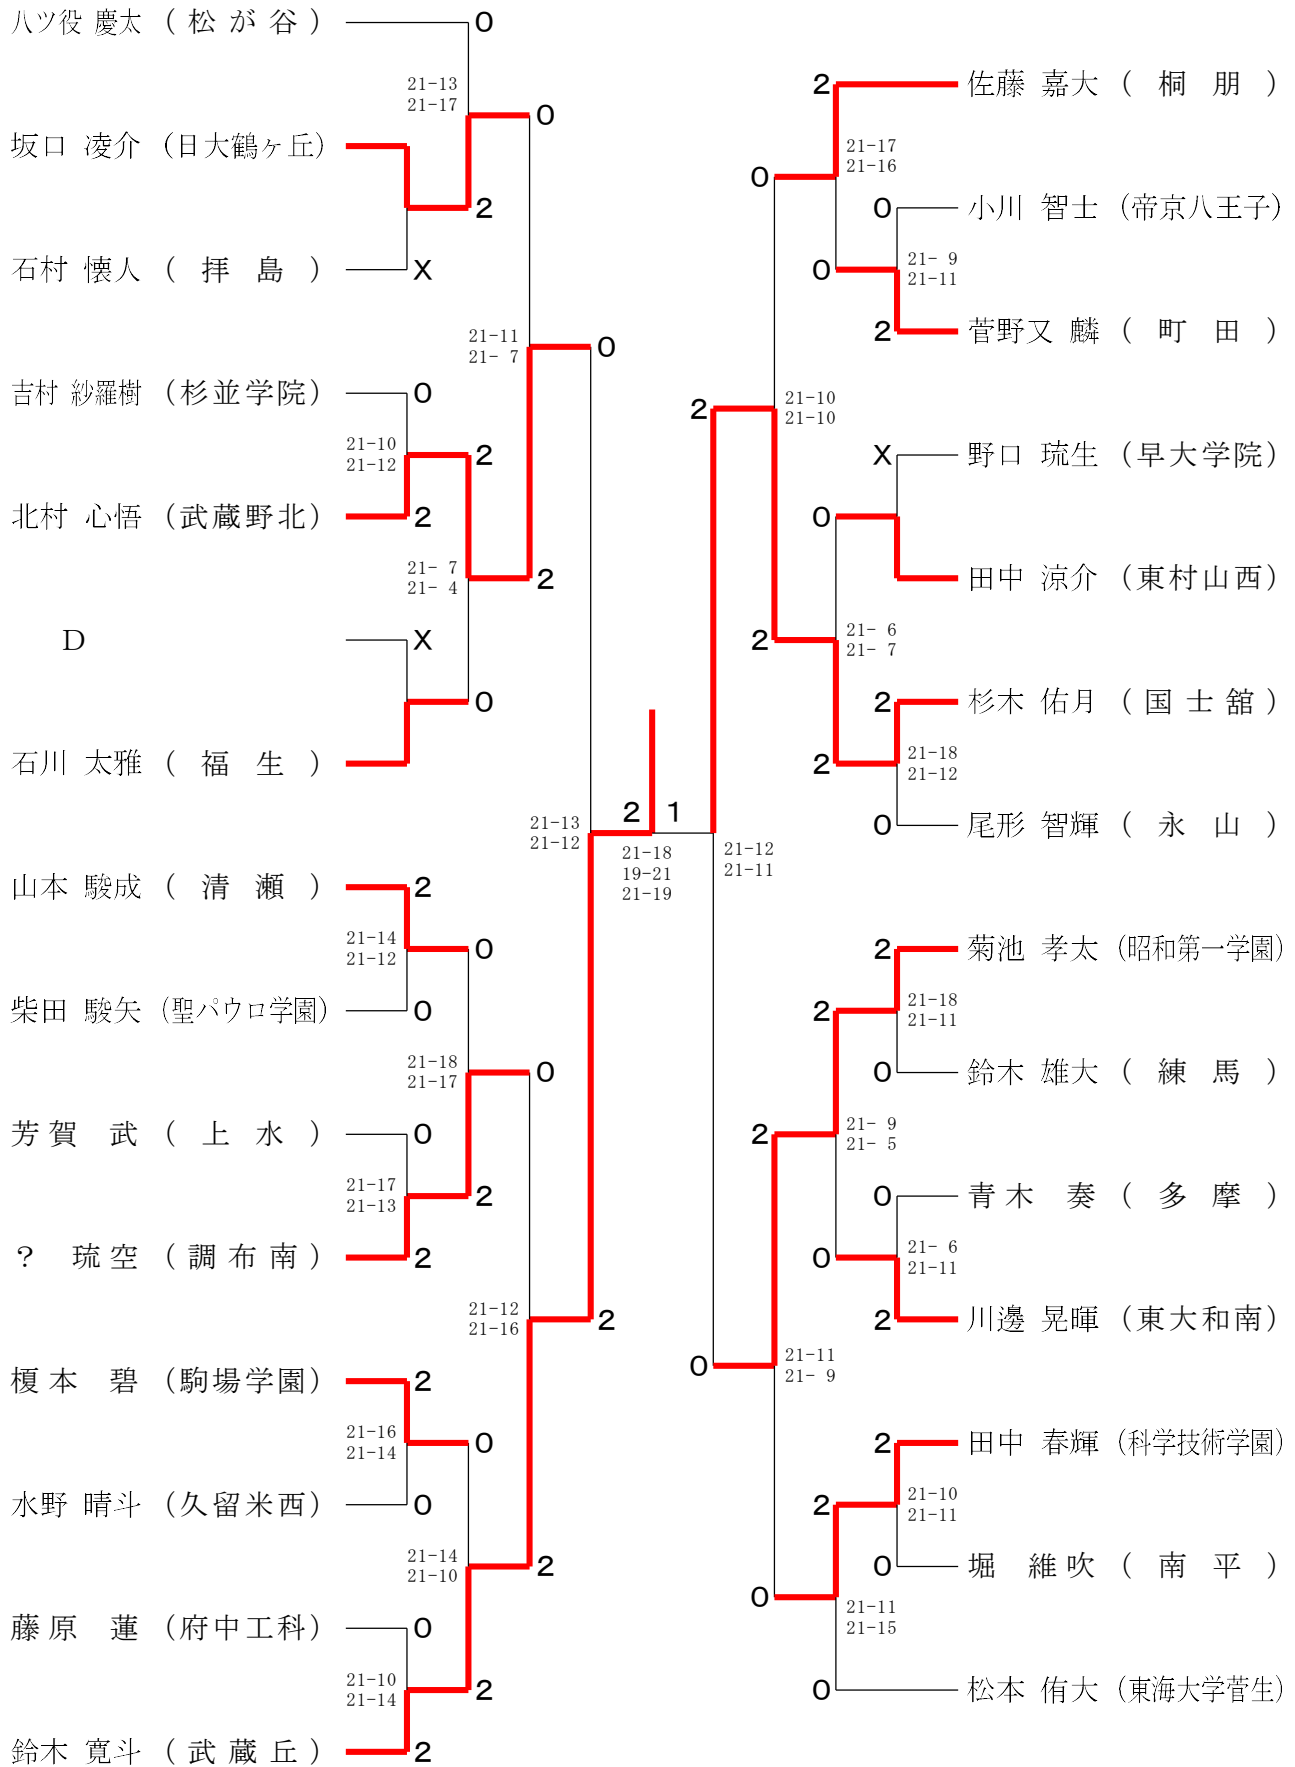 八ツ役 慶太 (松が谷) 0
21-13
21-17
0
坂口 凌介 (日大鶴ヶ丘)
2
石村 懐人 (拝島) X
21-11
21- 7
0
吉村 紗羅樹 (杉並学院) 0
21-10
21-12
2
北村 心悟 (武蔵野北) 2
21- 7
21- 4
2
D X
0
石川 太雅 (福生)
21-13
21-12
山本 駿成 (清瀬) 2
21-14
21-12
0
柴田 駿矢 (聖パウロ学園) 0
21-18
21-17
0
芳賀 武 (上水) 0
21-17
21-13
2
? 琉空 (調布南) 2
21-12
21-16
2
榎本 碧 (駒場学園) 2
21-16
21-14
0
水野 晴斗 (久留米西) 0
21-14
21-10
2
藤原 蓮 (府中工科) 0
21-10
21-14
2
鈴木 寛斗 (武蔵丘) 2
2 1
21-18
19-21
21-19
2 佐藤 嘉大 (桐朋)
21-17
21-16
0
0 小川 智士 (帝京八王子)
21- 9
21-11
0
2 菅野又 麟 (町田)
21-10
21-10
2
X 野口 琉生 (早大学院)
0
田中 涼介 (東村山西)
21- 6
21- 7
2
2 杉木 佑月 (国士舘)
21-18
21-12
2
0 尾形 智輝 (永山)
21-12
21-11
2 菊池 孝太 (昭和第一学園)
21-18
21-11
2
0 鈴木 雄大 (練馬)
21- 9
21- 5
2
0 青木 奏 (多摩)
21- 6
21-11
0
2 川邊 晃暉 (東大和南)
21-11
21- 9
0
2 田中 春輝 (科学技術学園)
21-10
21-11
2
0 堀 維吹 (南平)
21-11
21-15
0
0 松本 侑大 (東海大学菅生)